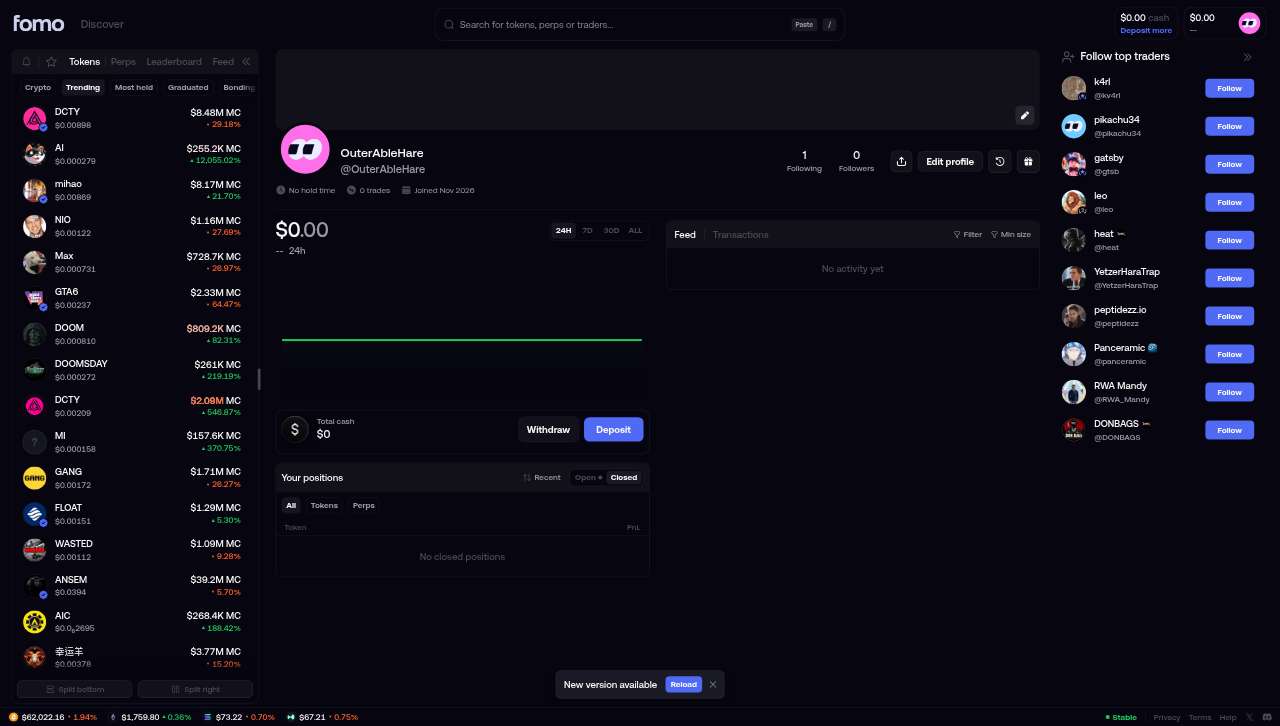 fomo
Discover
Search for tokens, perps or traders...
Paste
/
$0.00 cash
Deposit more
$0.00
—
Tokens
Perps
Leaderboard
Feed
Crypto
Trending
Most held
Graduated
Bonding
DCTY
$8.48M MC
$0.00898
29.18%
AI
$255.2K MC
$0.000279
12,055.02%
mihao
$8.17M MC
$0.00869
21.70%
NIO
$1.16M MC
$0.00122
27.69%
Max
$728.7K MC
$0.000731
26.97%
GTA6
$2.33M MC
$0.00237
64.47%
DOOM
$809.2K MC
$0.000810
82.31%
DOOMSDAY
$261K MC
$0.000272
219.19%
DCTY
$2.09M MC
$0.00209
546.87%
?
MI
$157.6K MC
$0.000158
370.75%
GANG
GANG
$1.71M MC
$0.00172
26.27%
FLOAT
$1.29M MC
$0.00151
5.30%
WASTED
$1.09M MC
$0.00112
9.28%
ANSEM
$39.2M MC
$0.0394
5.70%
AIC
$268.4K MC
$0.0₆2695
188.42%
幸运羊
$3.77M MC
$0.00378
15.20%
Split bottom
Split right
OuterAbleHare
@OuterAbleHare
1
Following
0
Followers
Edit profile
No hold time
0 trades
Joined Nov 2026
$0.00
-- 24h
24H
7D
30D
ALL
Total cash
$
$0
Withdraw
Deposit
Your positions
Recent
Open
Closed
All
Tokens
Perps
Token
PnL
No closed positions
Feed
Transactions
Filter
Min size
No activity yet
Follow top traders
k4rl
@kv4rl
Follow
pikachu34
@pikachu34
Follow
gatsby
@gtsb
Follow
leo
@leo
Follow
heat
@heat
Follow
YetzerHaraTrap
@YetzerHaraTrap
Follow
peptidezz.io
@peptidezz
Follow
Panceramic
@panceramic
Follow
RWA Mandy
@RWA_Mandy
Follow
DONBAGS
@DONBAGS
Follow
New version available
Reload
$62,022.16 1.94%
$1,759.80 0.36%
$73.22 0.70%
$67.21 0.75%
Stable
Privacy
Terms
Help